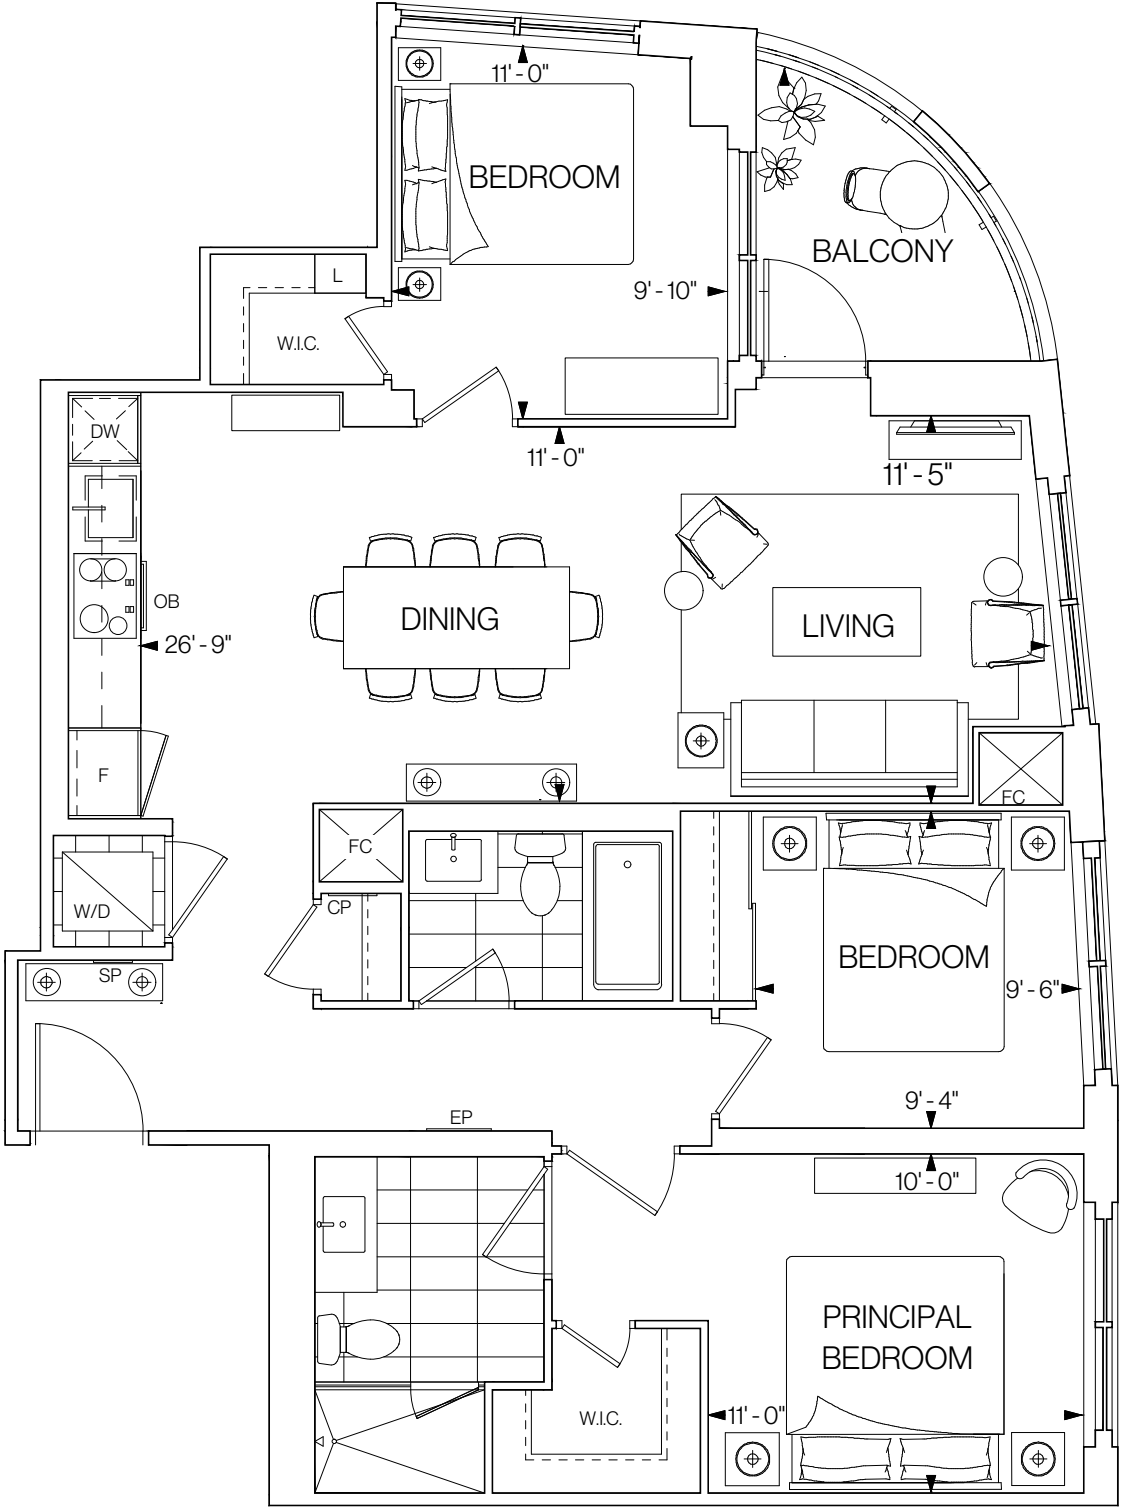 11'-0"
BEDROOM
BALCONY
L
9'-10"
W.I.C.
DW
11'-0"
11'-5"
OB
DINING
LIVING
26'-9"
F
FC
FC
W/D
CP
BEDROOM
SP
9'-6"
EP
9'-4"
10'-0"
PRINCIPAL
BEDROOM
W.I.C.
11'-0"